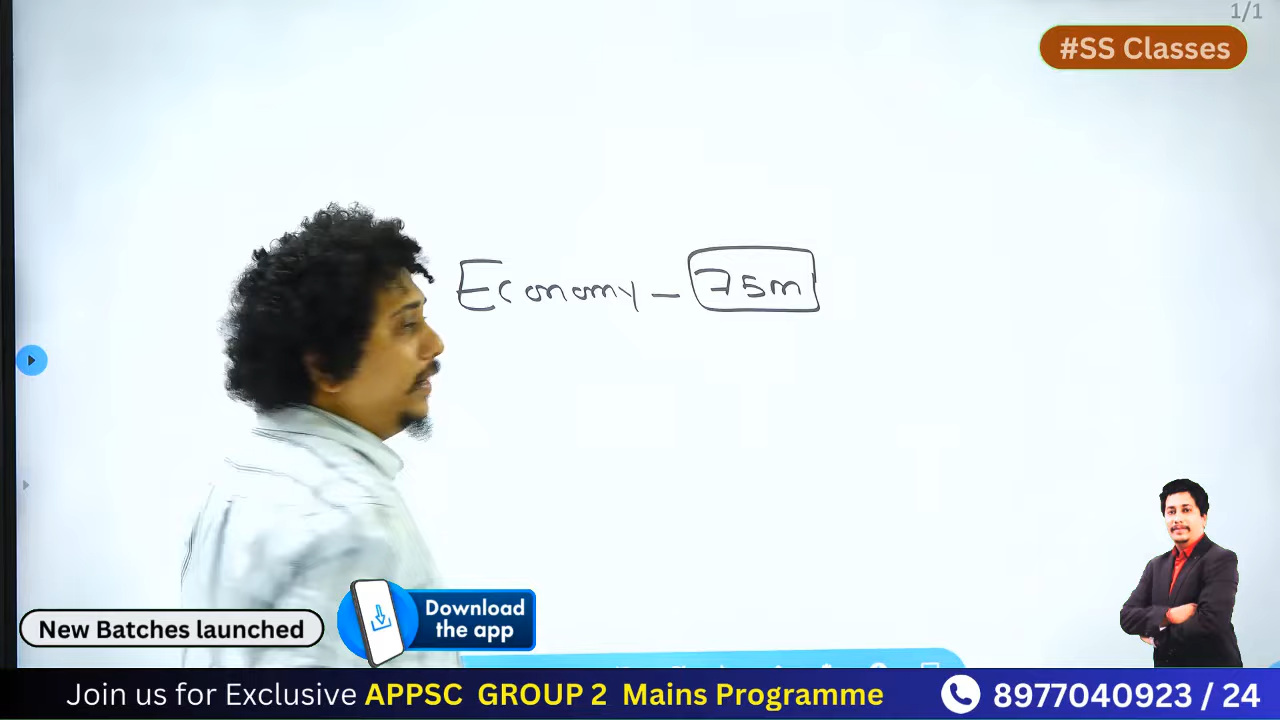 1/1
#SS Classes
Economy - 75m
New Batches launched
Download
the app
Join us for Exclusive APPSC GROUP 2 Mains Programme
8977040923 / 24